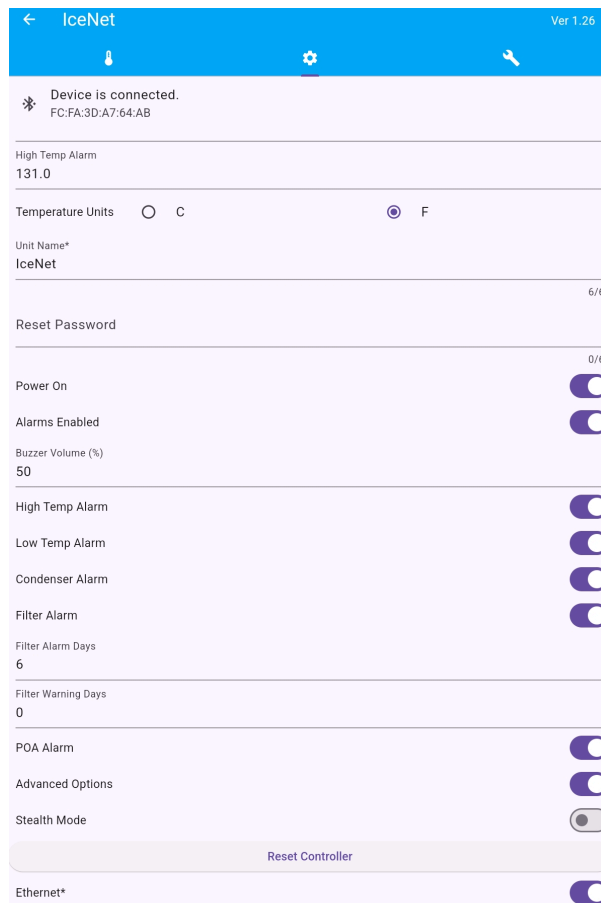 IceNet
Ver 1.26
Device is connected.
FC:FA:3D:A7:64:AB
High Temp Alarm
131.0
Temperature Units C F
Unit Name*
IceNet
6/6
Reset Password
0/6
Power On
Alarms Enabled
Buzzer Volume (%)
50
High Temp Alarm
Low Temp Alarm
Condenser Alarm
Filter Alarm
Filter Alarm Days
6
Filter Warning Days
0
POA Alarm
Advanced Options
Stealth Mode
Reset Controller
Ethernet*